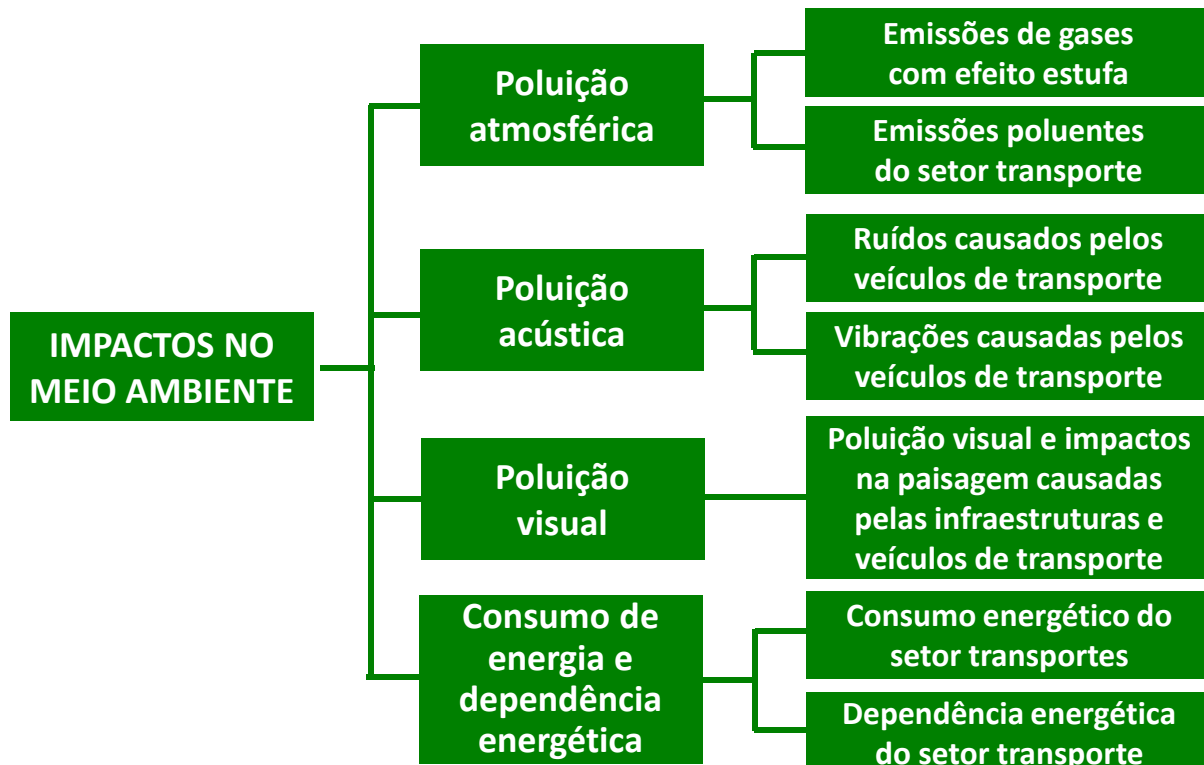 IMPACTOS NO
MEIO AMBIENTE
Poluição
atmosférica
Emissões de gases
com efeito estufa
Emissões poluentes
do setor transporte
Poluição
acústica
Ruídos causados pelos
veículos de transporte
Vibrações causadas pelos
veículos de transporte
Poluição
visual
Poluição visual e impactos
na paisagem causadas
pelas infraestruturas e
veículos de transporte
Consumo de
energia e
dependência
energética
Consumo energético do
setor transportes
Dependência energética
do setor transporte